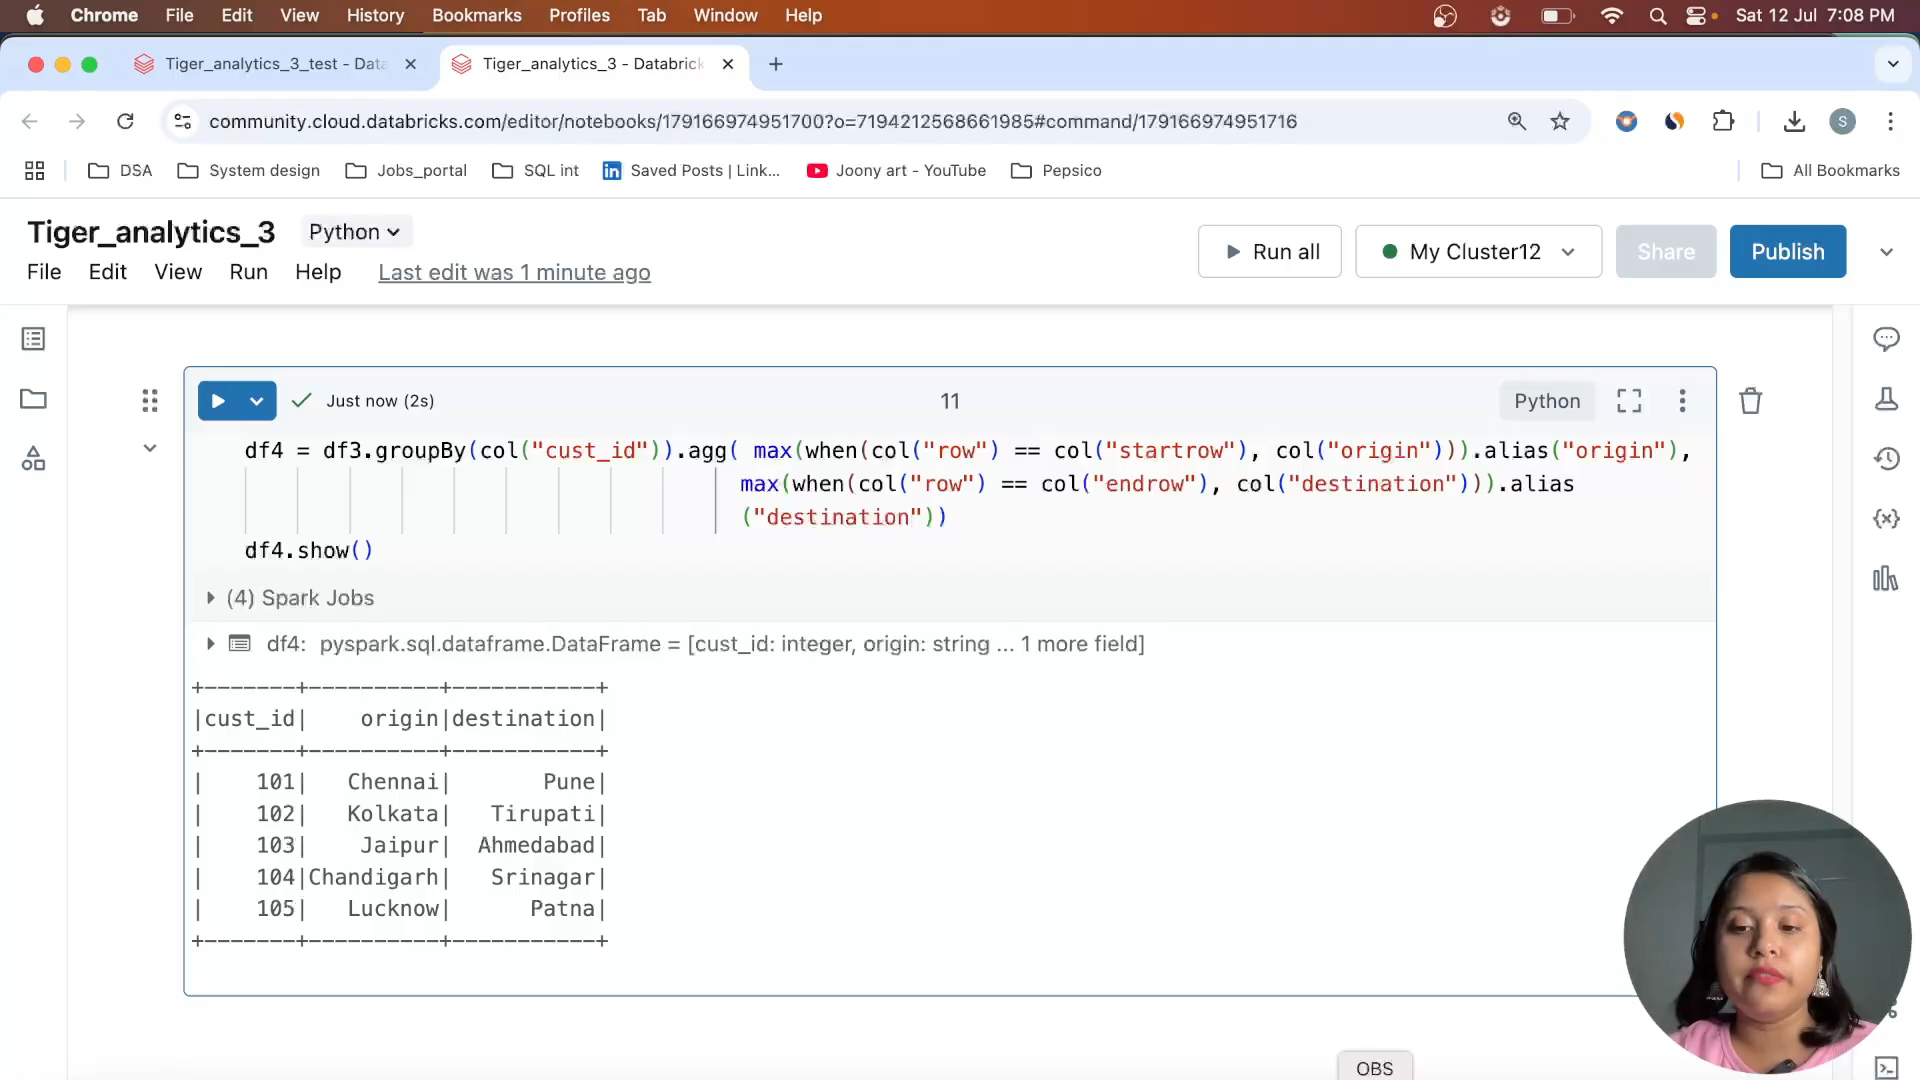 Chrome File Edit View History Bookmarks Profiles Tab Window Help Sat 12 Jul 7:08 PM
Tiger_analytics_3_test - Data Tiger_analytics_3 - Databrick
community.cloud.databricks.com/editor/notebooks/179166974951700?o=7194212568661985#command/179166974951716 S
DSA System design Jobs_portal SQL int Saved Posts | Link... Joony art - YouTube Pepsico All Bookmarks
Tiger_analytics_3 Python
Run all My Cluster12 Share Publish
File Edit View Run Help Last edit was 1 minute ago
Just now (2s) 11 Python
df4 = df3.groupBy(col("cust_id")).agg( max(when(col("row") == col("startrow"), col("origin"))).alias("origin"),
max(when(col("row") == col("endrow"), col("destination"))).alias
("destination"))
df4.show()
(4) Spark Jobs
df4: pyspark.sql.dataframe.DataFrame = [cust_id: integer, origin: string ... 1 more field]
+-------+----------+-----------+
|cust_id|    origin|destination|
+-------+----------+-----------+
|    101|   Chennai|       Pune|
|    102|   Kolkata|   Tirupati|
|    103|    Jaipur|  Ahmedabad|
|    104|Chandigarh|   Srinagar|
|    105|   Lucknow|      Patna|
+-------+----------+-----------+
OBS